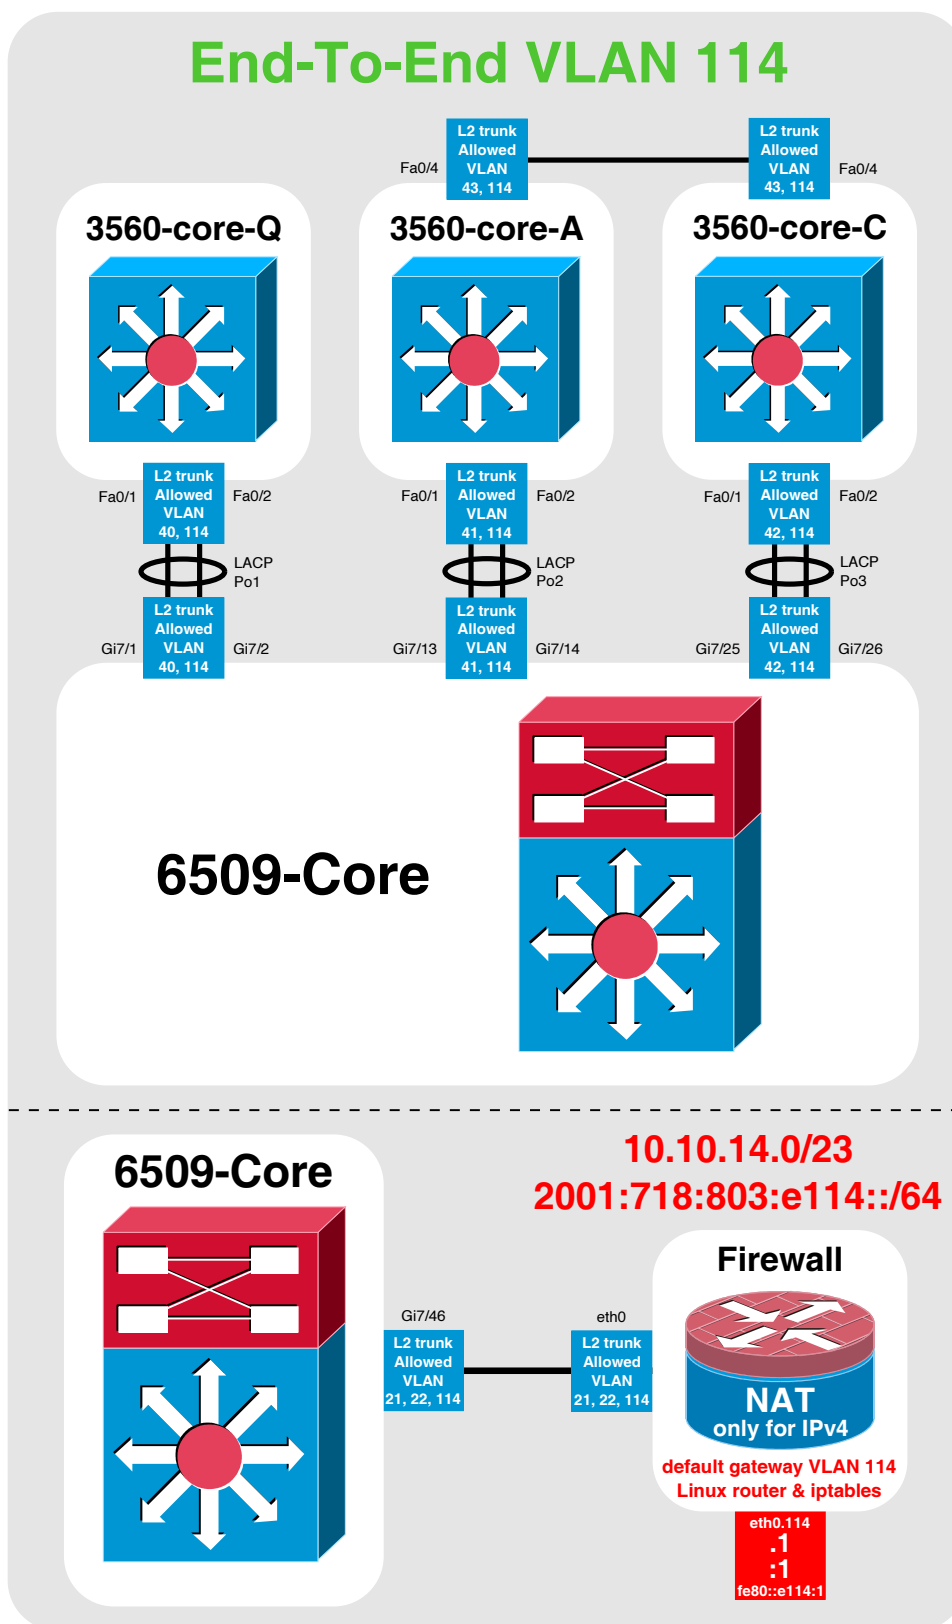 End-To-End VLAN 114
L2 trunk
Allowed
VLAN
43, 114
Fa0/4
L2 trunk
Allowed
VLAN
43, 114
Fa0/4
3560-core-Q
3560-core-A
3560-core-C
Fa0/1
L2 trunk
Allowed
VLAN
40, 114
Fa0/2
Fa0/1
L2 trunk
Allowed
VLAN
41, 114
Fa0/2
Fa0/1
L2 trunk
Allowed
VLAN
42, 114
Fa0/2
LACP
Po1
LACP
Po2
LACP
Po3
Gi7/1
L2 trunk
Allowed
VLAN
40, 114
Gi7/2
Gi7/13
L2 trunk
Allowed
VLAN
41, 114
Gi7/14
Gi7/25
L2 trunk
Allowed
VLAN
42, 114
Gi7/26
6509-Core
10.10.14.0/23
2001:718:803:e114::/64
6509-Core
Firewall
Gi7/46
L2 trunk
Allowed
VLAN
21, 22, 114
eth0
L2 trunk
Allowed
VLAN
21, 22, 114
NAT
only for IPv4
default gateway VLAN 114
Linux router & iptables
eth0.114
.1
:1
fe80::e114:1